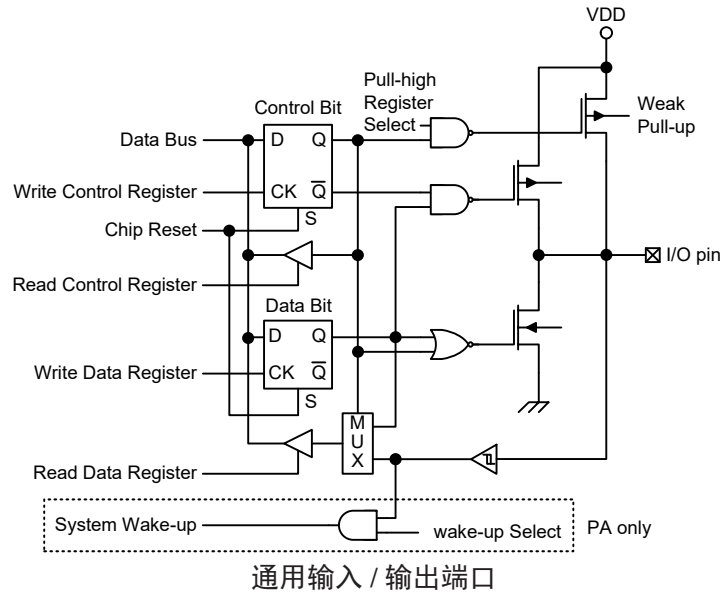 VDD
Pull-high
Register
Select
Weak
Pull-up
Control Bit
Data Bus
D
Q
Write Control Register
CK
Q̅
Chip Reset
S
I/O pin
Read Control Register
Data Bit
D
Q
Write Data Register
CK
Q̅
S
M
U
X
Read Data Register
System Wake-up
wake-up Select
PA only
通用输入 / 输出端口